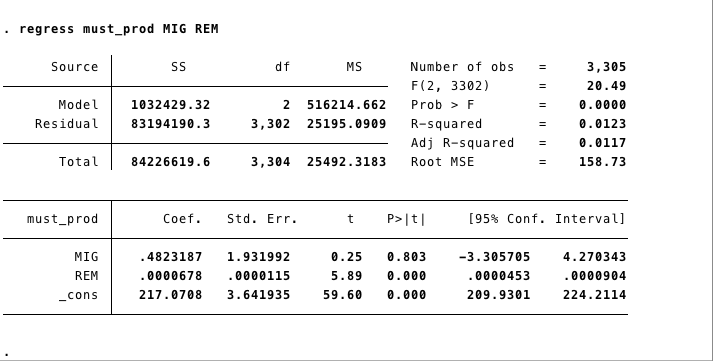 . regress must_prod MIG REM
Source SS df MS Number of obs = 3,305
F(2, 3302) = 20.49
Model 1032429.32 2 516214.662 Prob > F = 0.0000
Residual 83194190.3 3,302 25195.0909 R-squared = 0.0123
Adj R-squared = 0.0117
Total 84226619.6 3,304 25492.3183 Root MSE = 158.73
must_prod Coef. Std. Err. t P>|t| [95% Conf. Interval]
MIG .4823187 1.931992 0.25 0.803 -3.305705 4.270343
REM .0000678 .0000115 5.89 0.000 .0000453 .0000904
_cons 217.0708 3.641935 59.60 0.000 209.9301 224.2114
.